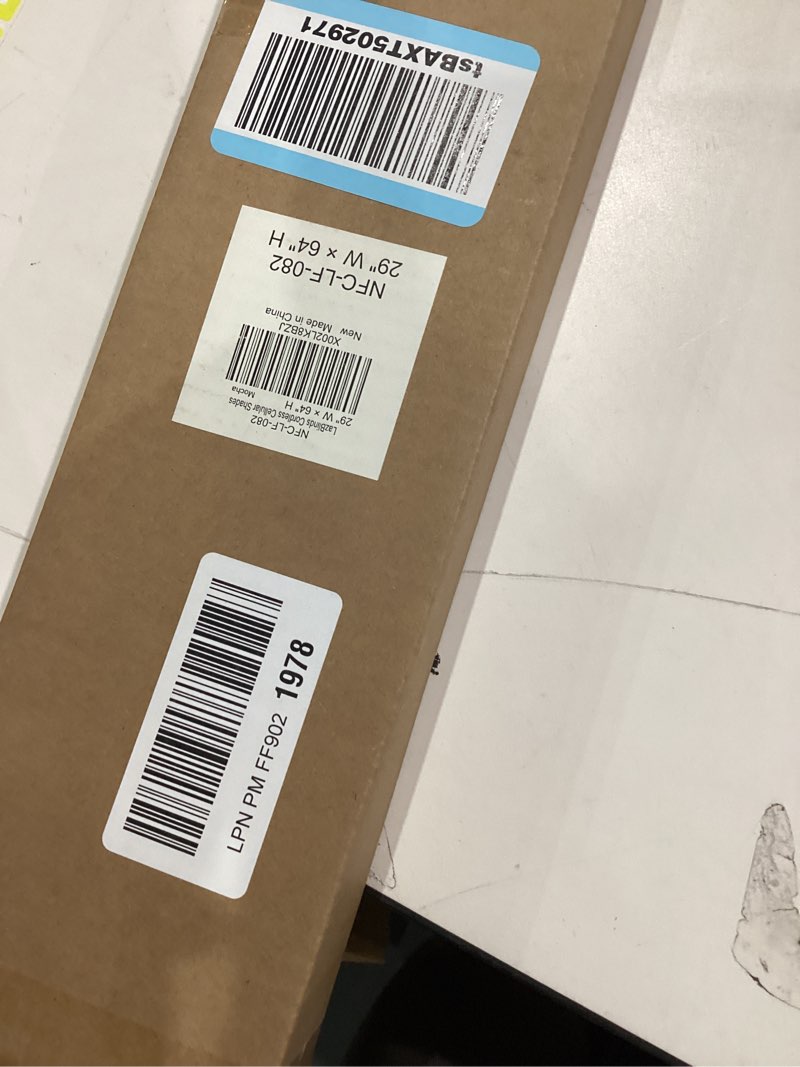 tsBAXT502971
NFC-LF-082
LazBlinds Cordless Cellular Shades
29" W × 64" H Mocha
X002LK8BZJ
New Made in China
NFC-LF-082
29" W × 64" H
LPN PM FF902 1978